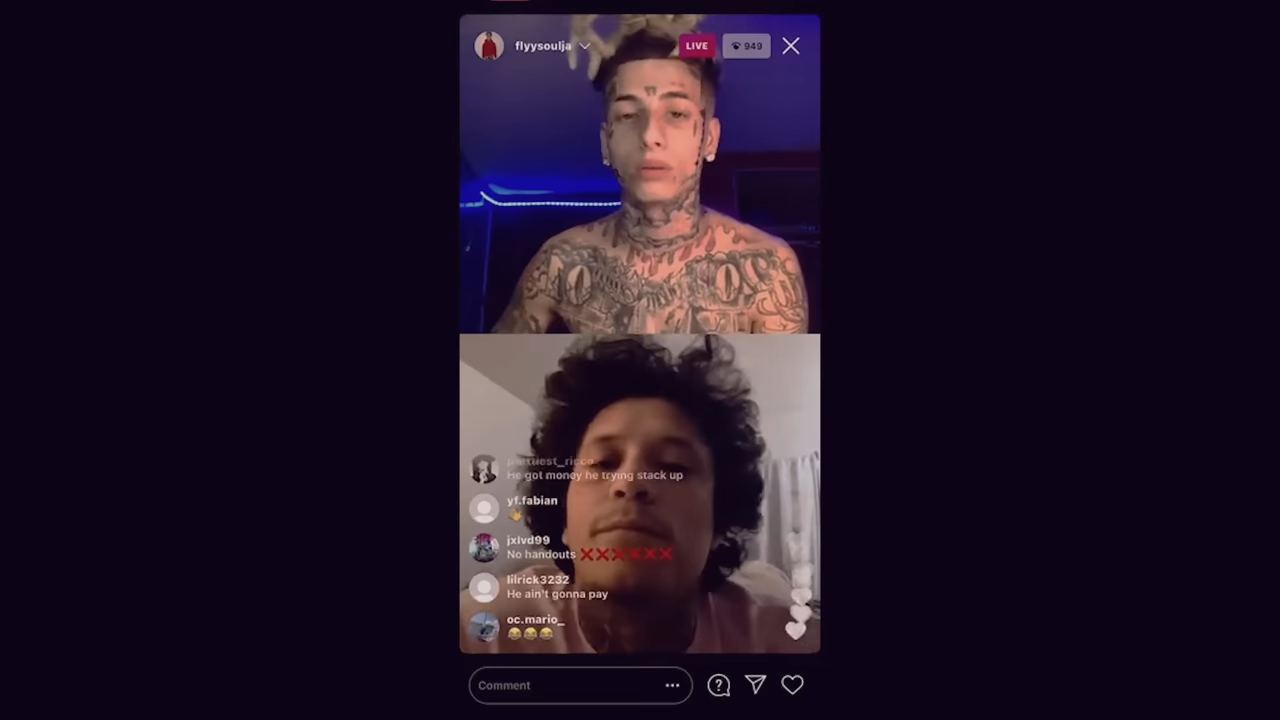 flyysoulja
LIVE
949
He got money he trying stack up
yf.fabian
jxlvd99
No handouts ❌❌❌❌❌❌
lilrick3232
He ain't gonna pay
oc.mario_
😂😂😂
Comment